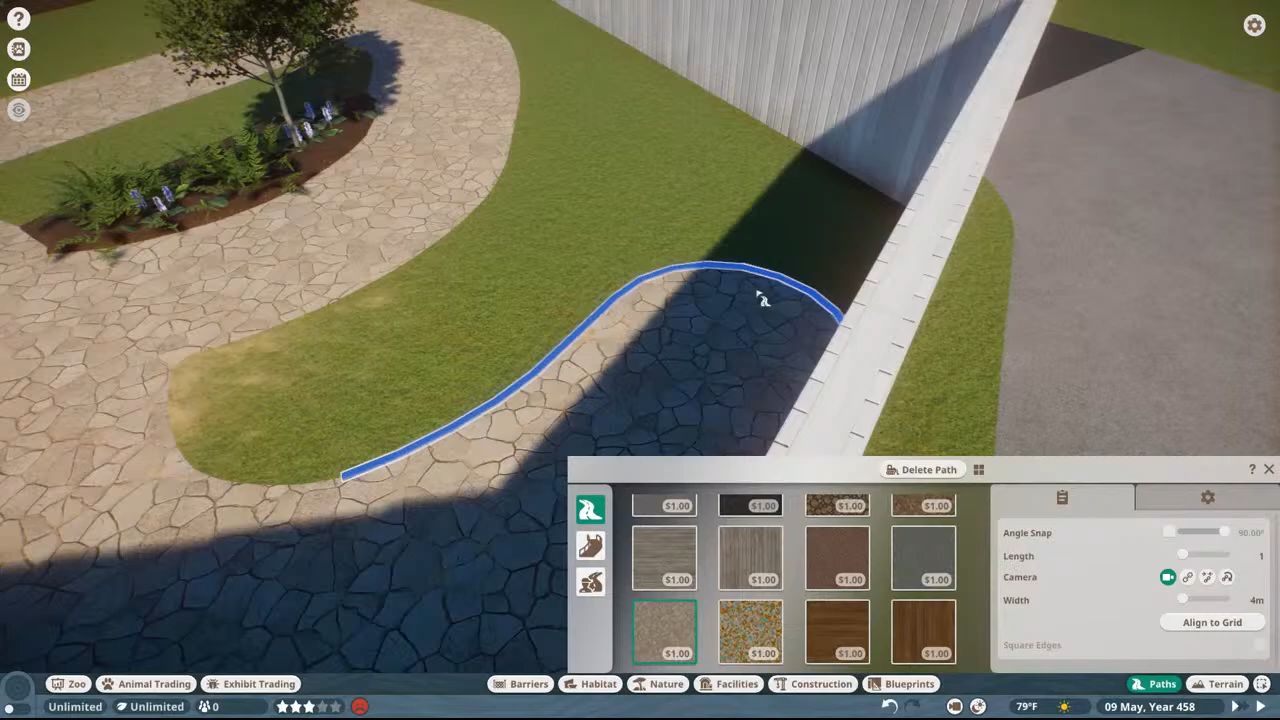 Delete Path
$1.00 $1.00 $1.00 $1.00
$1.00 $1.00 $1.00 $1.00
$1.00 $1.00 $1.00 $1.00
? 
Angle Snap 90.00°
Length 1
Camera
Width 4m
Align to Grid
Square Edges
Zoo Animal Trading Exhibit Trading Barriers Habitat Nature Facilities Construction Blueprints Paths Terrain
Unlimited Unlimited 0 79°F 09 May, Year 458